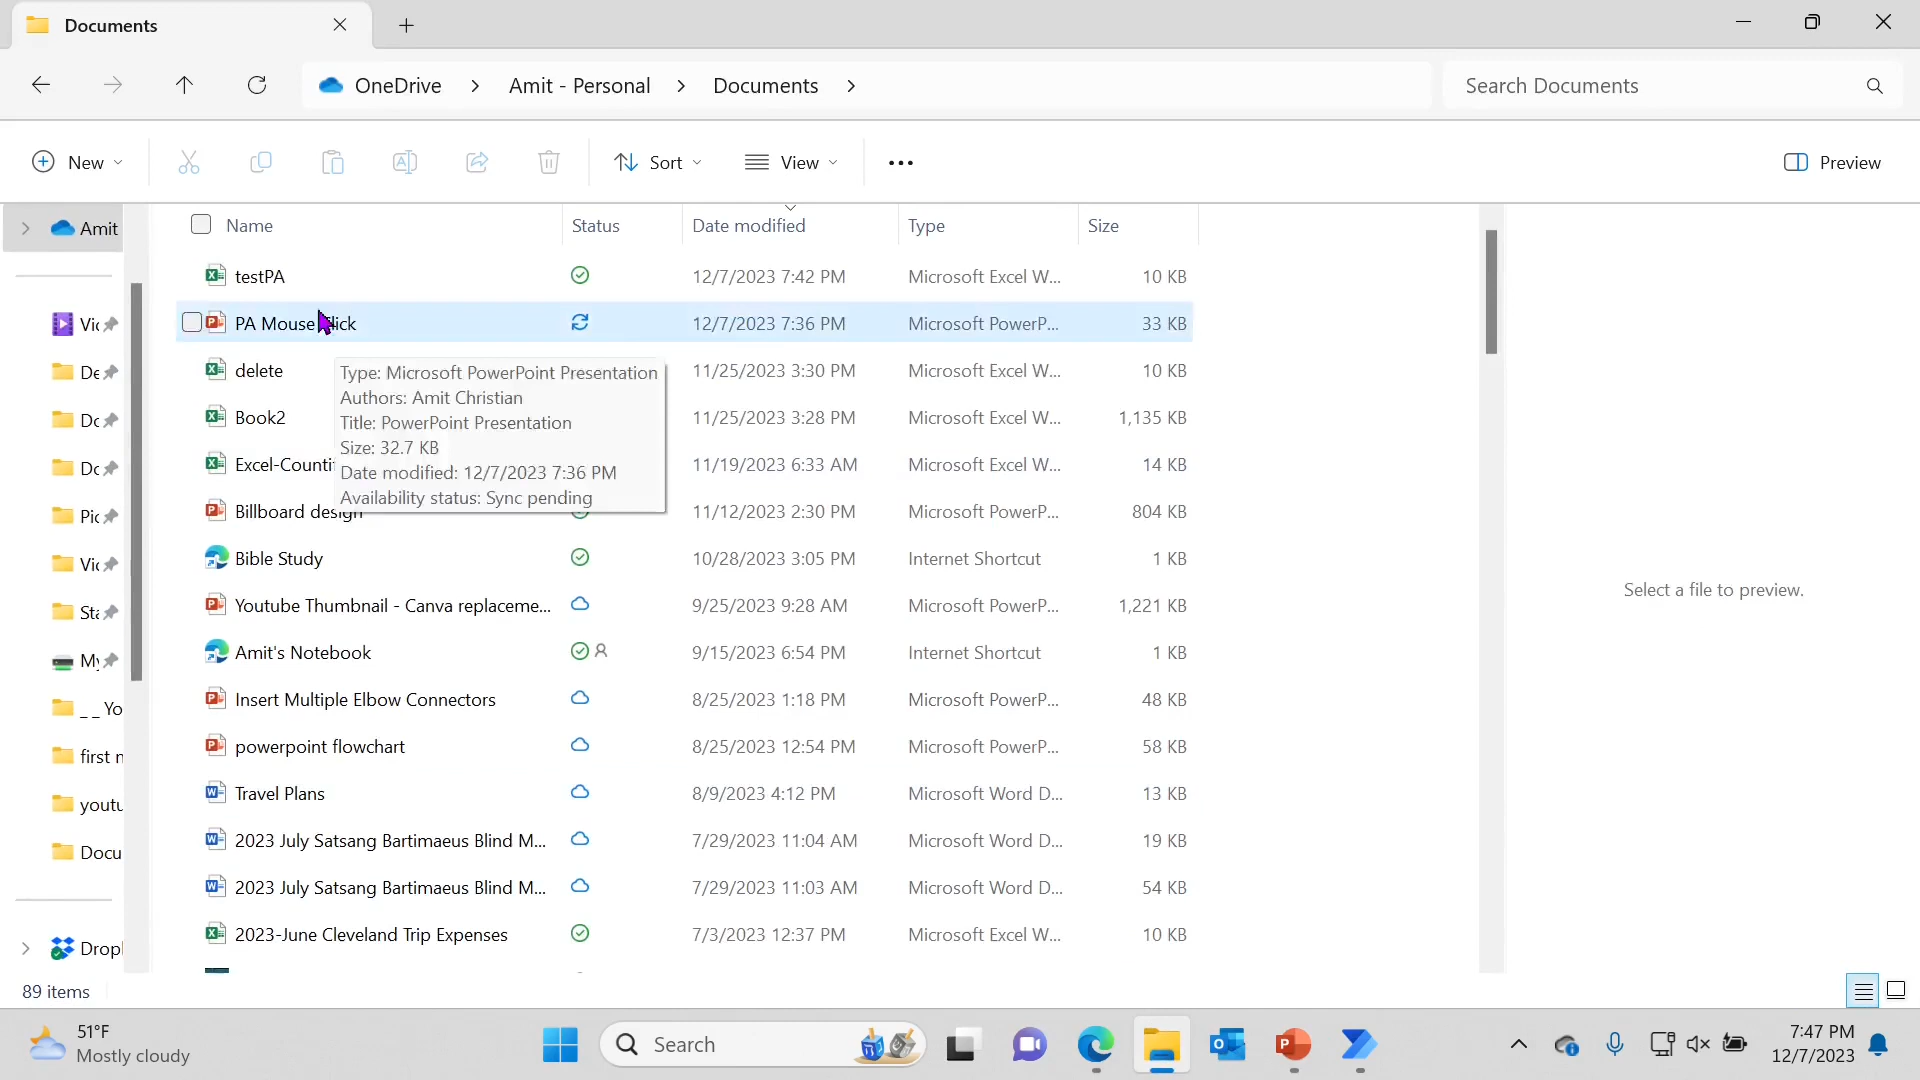 Documents
OneDrive > Amit - Personal > Documents >
Search Documents
New
Sort
View
Preview
Name Status Date modified Type Size
Amit
testPA 12/7/2023 7:42 PM Microsoft Excel W... 10 KB
PA Mouse 12/7/2023 7:36 PM Microsoft PowerP... 33 KB
delete 11/25/2023 3:30 PM Microsoft Excel W... 10 KB
Book2 11/25/2023 3:28 PM Microsoft Excel W... 1,135 KB
11/19/2023 6:33 AM Microsoft Excel W... 14 KB
Billboard design 11/12/2023 2:30 PM Microsoft PowerP... 804 KB
Bible Study 10/28/2023 3:05 PM Internet Shortcut 1 KB
Youtube Thumbnail - Canva replaceme... 9/25/2023 9:28 AM Microsoft PowerP... 1,221 KB
Amit's Notebook 9/15/2023 6:54 PM Internet Shortcut 1 KB
Insert Multiple Elbow Connectors 8/25/2023 1:18 PM Microsoft PowerP... 48 KB
powerpoint flowchart 8/25/2023 12:54 PM Microsoft PowerP... 58 KB
Travel Plans 8/9/2023 4:12 PM Microsoft Word D... 13 KB
2023 July Satsang Bartimaeus Blind M... 7/29/2023 11:04 AM Microsoft Word D... 19 KB
2023 July Satsang Bartimaeus Blind M... 7/29/2023 11:03 AM Microsoft Word D... 54 KB
2023-June Cleveland Trip Expenses 7/3/2023 12:37 PM Microsoft Excel W... 10 KB
Type: Microsoft PowerPoint Presentation
Authors: Amit Christian
Title: PowerPoint Presentation
Size: 32.7 KB
Date modified: 12/7/2023 7:36 PM
Availability status: Sync pending
_ _ Yo
first
youtu
Docu
Drop
Select a file to preview.
89 items
51°F
Mostly cloudy
Search
7:47 PM
12/7/2023